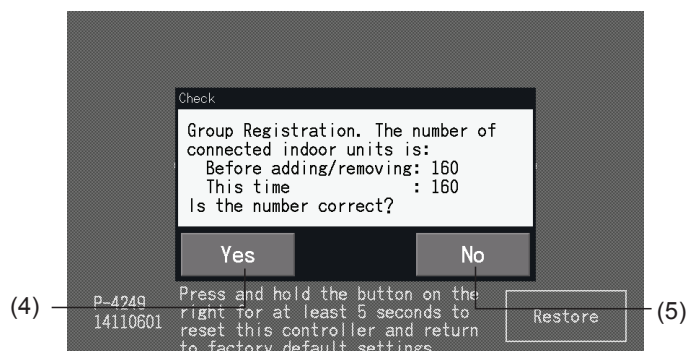 Check
Group Registration. The number of
connected indoor units is:
Before adding/removing: 160
This time : 160
Is the number correct?
Yes No
(4) (5)
P-4249
14110601
Press and hold the button on the
right for at least 5 seconds to
reset this controller and return
to factory default settings
Restore